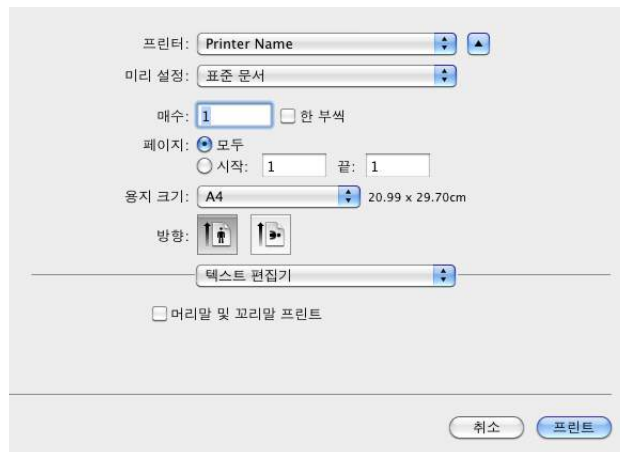 프린터: Printer Name
미리 설정: 표준 문서
매수: 1 한 부씩
페이지: 모두
시작: 1 끝: 1
용지 크기: A4 20.99 x 29.70cm
방향:
텍스트 편집기
머리말 및 꼬리말 프린트
취소 프린트